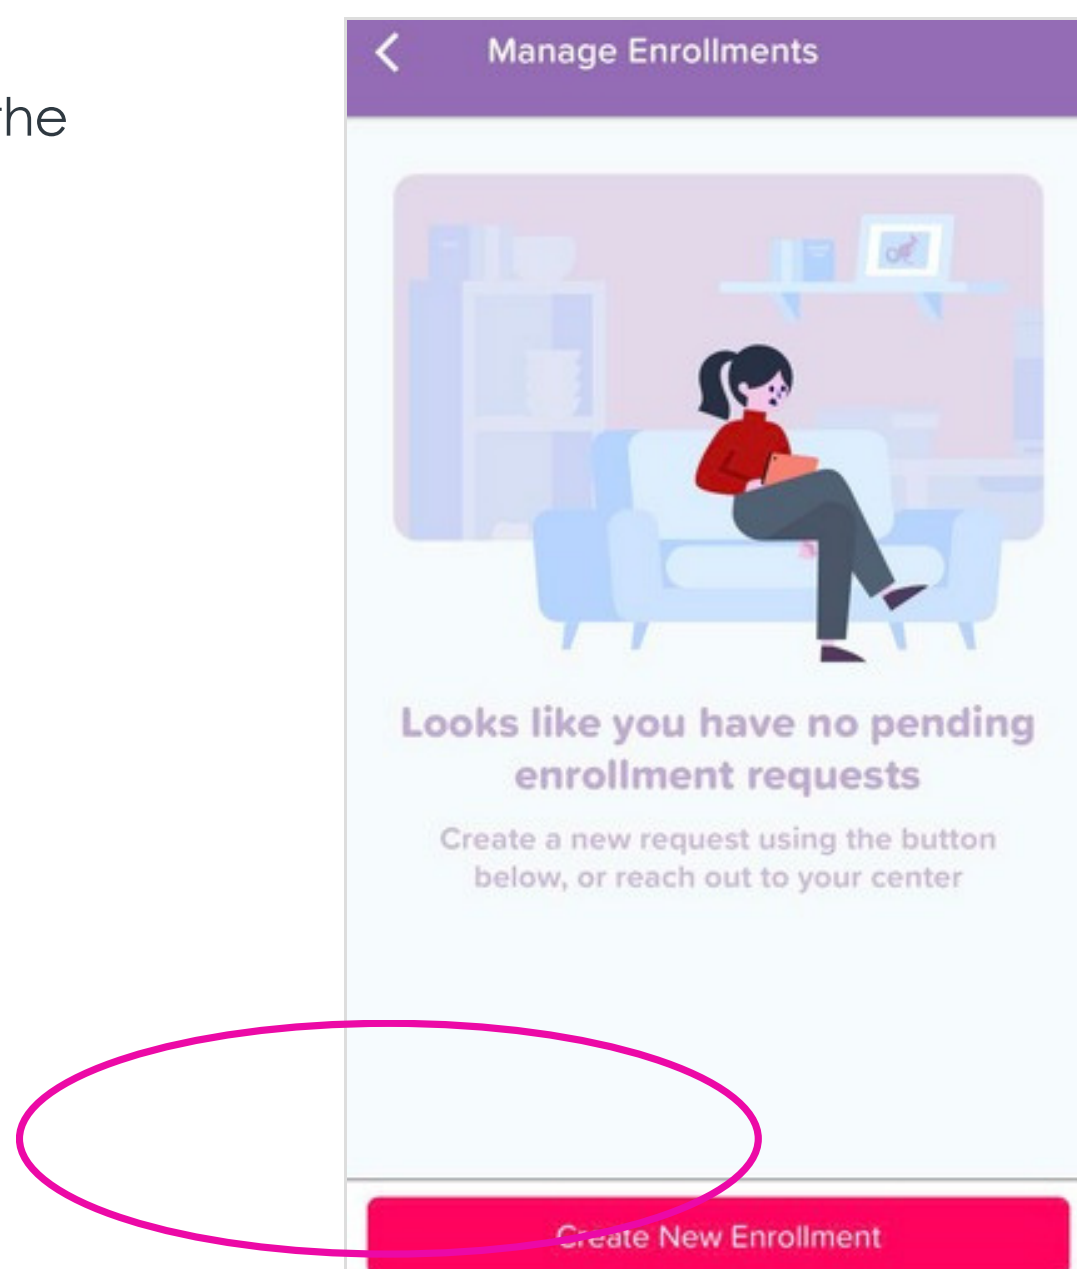 the
Manage Enrollments
Looks like you have no pending
enrollment requests
Create a new request using the button
below, or reach out to your center
Create New Enrollment